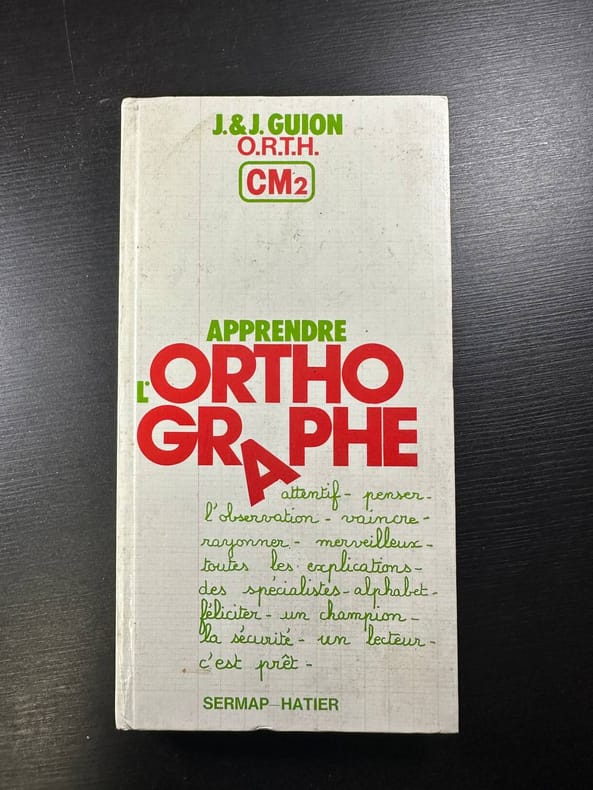 J. & J. GUION
O.R.T.H.
CM2
APPRENDRE
L'ORTHO
GRAPHE
attentif - penser -
l'observation - vaincre -
rayonner - merveilleux -
toutes les explications -
des spécialistes - alphabet -
féliciter - un champion -
la sécurité - un lecteur -
c'est prêt -
SERMAP-HATIER